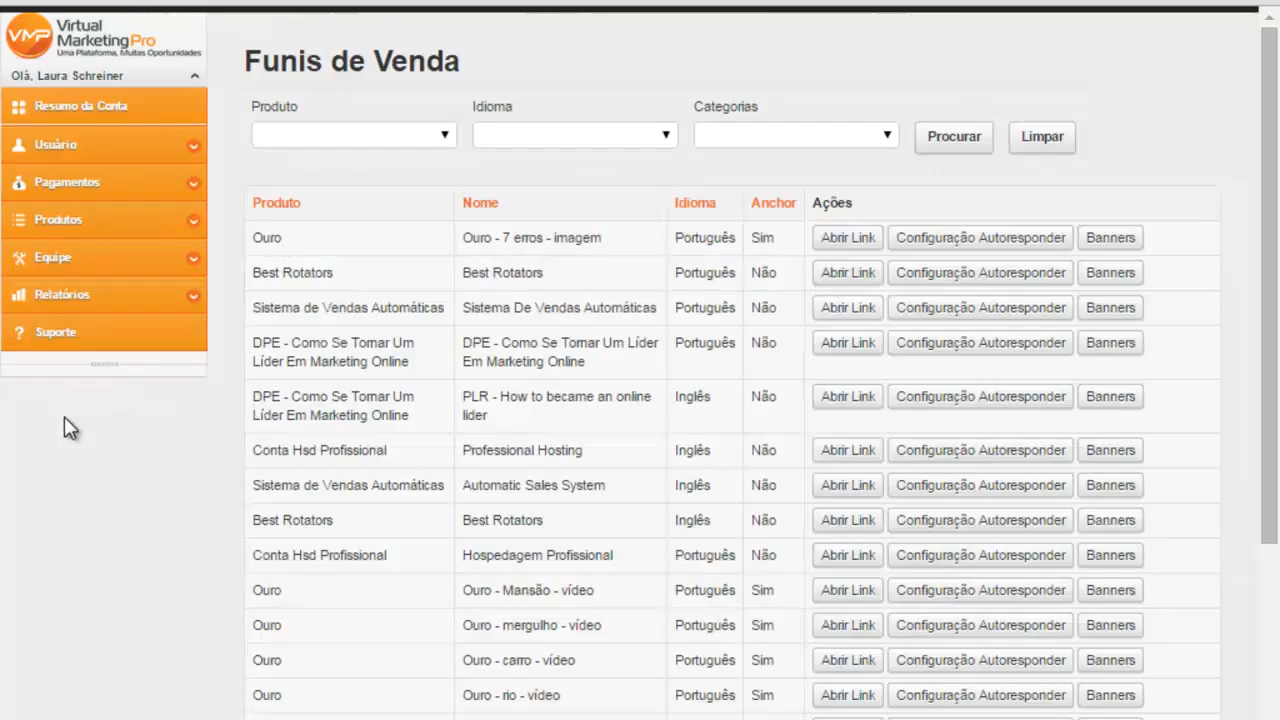 VMP Virtual
MarketingPro
Uma Plataforma, Muitas Oportunidades
Olá, Laura Schreiner
Resumo da Conta
Usuário
Pagamentos
Produtos
Equipe
Relatórios
Suporte
Funis de Venda
Produto Idioma Categorias
Procurar Limpar
Produto Nome Idioma Anchor Ações
Ouro Ouro - 7 erros - imagem Português Sim Abrir Link Configuração Autoresponder Banners
Best Rotators Best Rotators Português Não Abrir Link Configuração Autoresponder Banners
Sistema de Vendas Automáticas Sistema De Vendas Automáticas Português Não Abrir Link Configuração Autoresponder Banners
DPE - Como Se Tornar Um DPE - Como Se Tornar Um Líder Português Não Abrir Link Configuração Autoresponder Banners
Líder Em Marketing Online Em Marketing Online
DPE - Como Se Tornar Um PLR - How to became an online Inglês Não Abrir Link Configuração Autoresponder Banners
Líder Em Marketing Online lider
Conta Hsd Profissional Professional Hosting Inglês Não Abrir Link Configuração Autoresponder Banners
Sistema de Vendas Automáticas Automatic Sales System Inglês Não Abrir Link Configuração Autoresponder Banners
Best Rotators Best Rotators Inglês Não Abrir Link Configuração Autoresponder Banners
Conta Hsd Profissional Hospedagem Profissional Português Não Abrir Link Configuração Autoresponder Banners
Ouro Ouro - Mansão - vídeo Português Sim Abrir Link Configuração Autoresponder Banners
Ouro Ouro - mergulho - vídeo Português Sim Abrir Link Configuração Autoresponder Banners
Ouro Ouro - carro - vídeo Português Sim Abrir Link Configuração Autoresponder Banners
Ouro Ouro - rio - vídeo Português Sim Abrir Link Configuração Autoresponder Banners